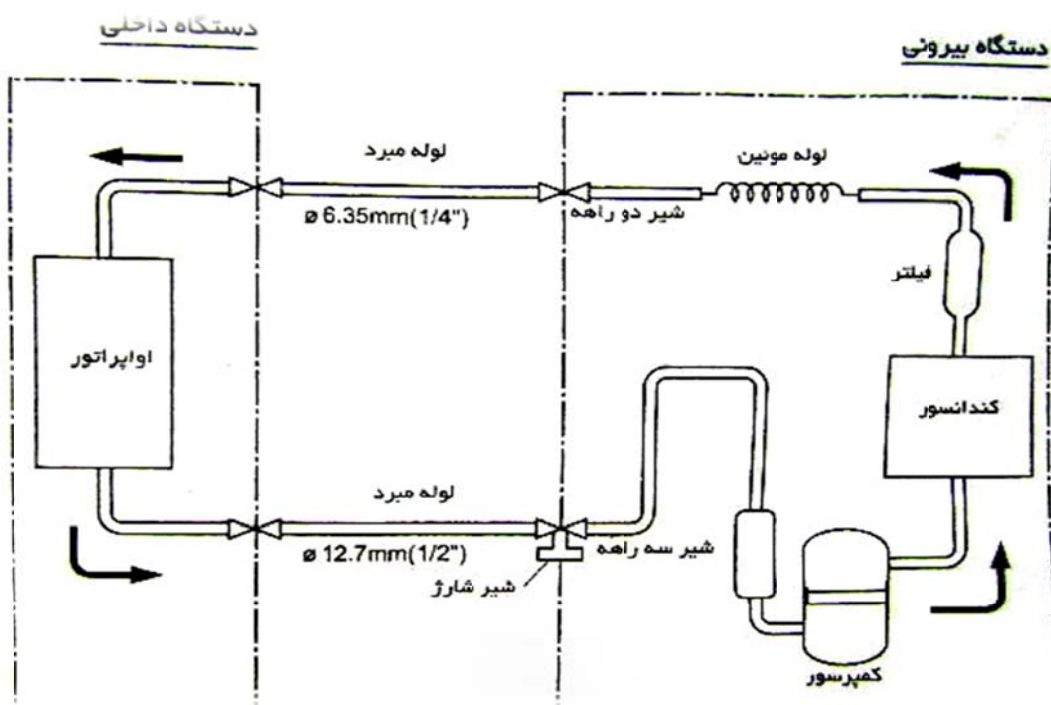 دستگاه بیرونی
دستگاه داخلی
لوله مبرد
لوله موئین
ø 6.35mm(1/4")
شیر دو راهه
فیلتر
اواپراتور
کندانسور
لوله مبرد
ø 12.7mm(1/2")
شیر سه راهه
شیر شارژ
کمپرسور